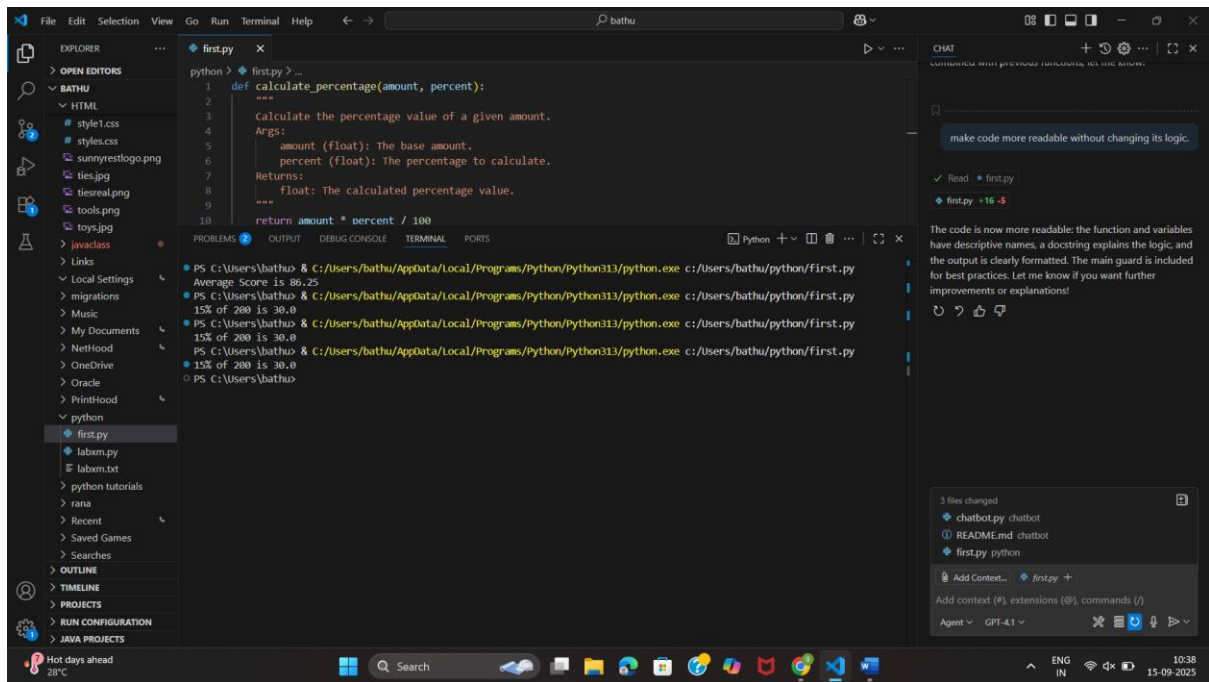 File Edit Selection View Go Run Terminal Help
bathu
EXPLORER
OPEN EDITORS
BATHU
HTML
style1.css
styles.css
sunnyrestlogo.png
ties.jpg
tiesreal.png
tools.png
toys.jpg
javaclass
Links
Local Settings
migrations
Music
My Documents
NetHood
OneDrive
Oracle
PrintHood
python
first.py
labxm.py
labxm.txt
python tutorials
rana
Recent
Saved Games
Searches
OUTLINE
TIMELINE
PROJECTS
RUN CONFIGURATION
JAVA PROJECTS
first.py
python > first.py > ...
1 def calculate_percentage(amount, percent):
2 """
3 Calculate the percentage value of a given amount.
4 Args:
5 amount (float): The base amount.
6 percent (float): The percentage to calculate.
7 Returns:
8 float: The calculated percentage value.
9 """
10 return amount * percent / 100
PROBLEMS 2 OUTPUT DEBUG CONSOLE TERMINAL PORTS
Python
PS C:\Users\bathu> & C:/Users/bathu/AppData/Local/Programs/Python/Python313/python.exe c:/Users/bathu/python/first.py
Average Score is 86.25
PS C:\Users\bathu> & C:/Users/bathu/AppData/Local/Programs/Python/Python313/python.exe c:/Users/bathu/python/first.py
15% of 200 is 30.0
PS C:\Users\bathu> & C:/Users/bathu/AppData/Local/Programs/Python/Python313/python.exe c:/Users/bathu/python/first.py
15% of 200 is 30.0
PS C:\Users\bathu> & C:/Users/bathu/AppData/Local/Programs/Python/Python313/python.exe c:/Users/bathu/python/first.py
15% of 200 is 30.0
PS C:\Users\bathu>
CHAT
combined with previous functions, let me know.
make code more readable without changing its logic.
Read first.py
first.py +16 -5
The code is now more readable: the function and variables
have descriptive names, a docstring explains the logic, and
the output is clearly formatted. The main guard is included
for best practices. Let me know if you want further
improvements or explanations!
3 files changed
chatbot.py chatbot
README.md chatbot
first.py python
Add Context... first.py +
Add context (#), extensions (@), commands (/)
Agent GPT-4.1
Hot days ahead
28°C
Search
ENG
IN
10:38
15-09-2025